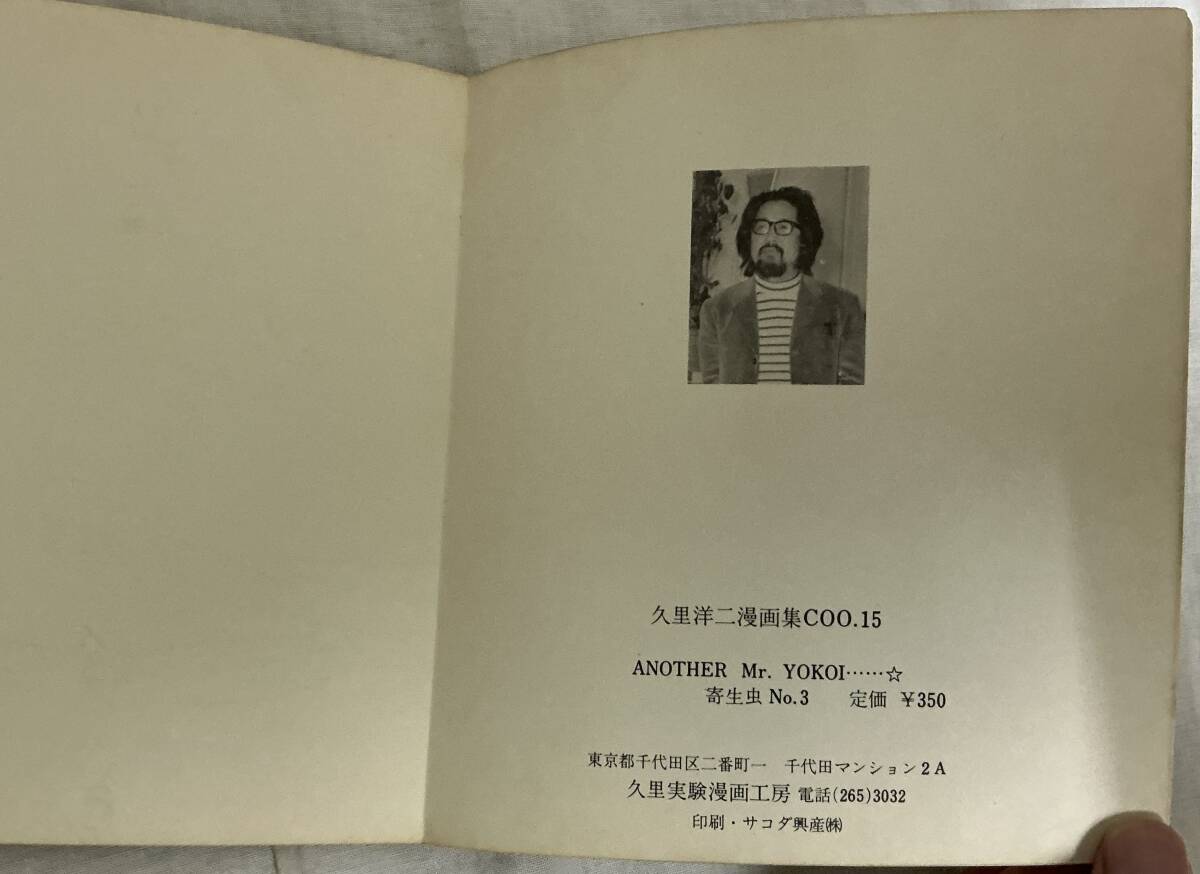 久里洋二漫画集COO.15
ANOTHER Mr. YOKOI……☆
寄生虫 No.3 定価 ￥350
東京都千代田区二番町一 千代田マンション2A
久里実験漫画工房 電話(265)3032
印刷・サコダ興産㈱